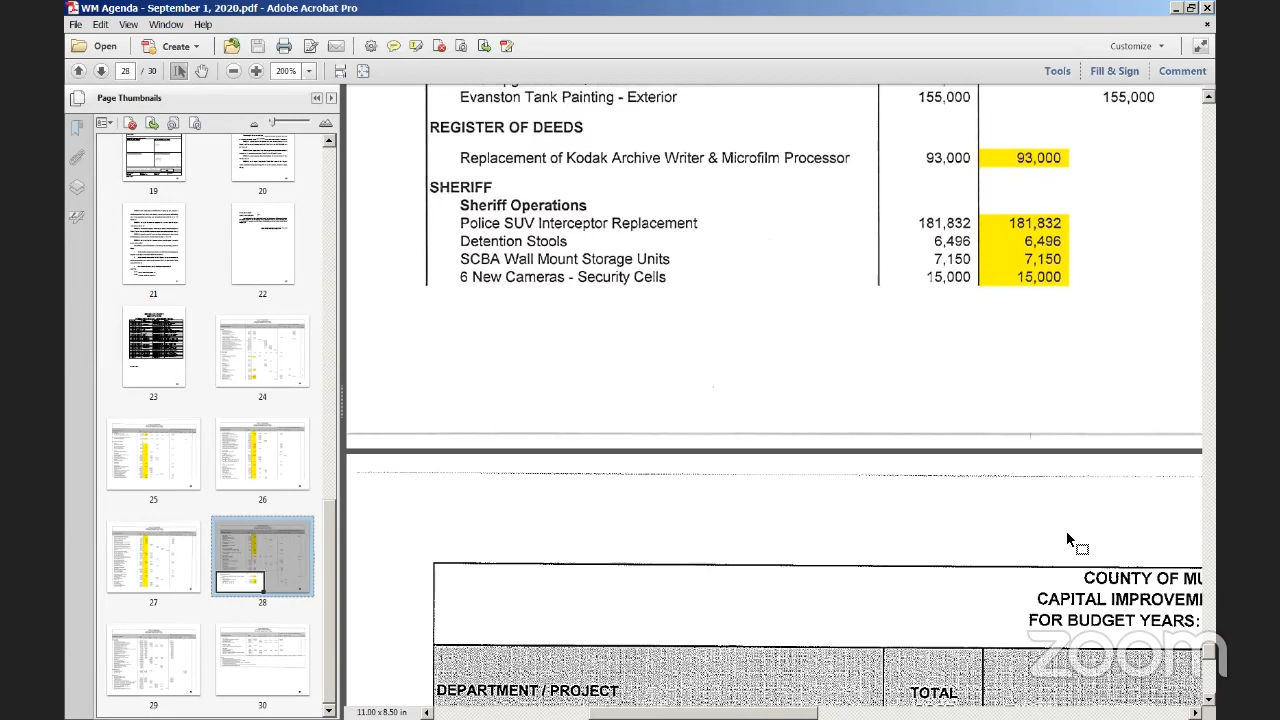 WM Agenda - September 1, 2020.pdf - Adobe Acrobat Pro
File Edit View Window Help
Open Create Customize
28 / 30 200% Tools Fill & Sign Comment
Page Thumbnails
19 20
21 22
23 24
25 26
27 28
29 30
Evanston Tank Painting - Exterior 155,000 155,000
REGISTER OF DEEDS
Replacement of Kodak Archive Writer & Microfilm Processor 93,000 93,000
SHERIFF
Sheriff Operations
Police SUV Interceptor Replacement 181,832 181,832
Detention Stools 6,496 6,496
SCBA Wall Mount Storage Units 7,150 7,150
6 New Cameras - Security Cells 15,000 15,000
COUNTY OF MU
CAPITAL IMPROVEME
FOR BUDGET YEARS:
DEPARTMENT / PROJECT TOTAL
11.00 x 8.50 in
zoom